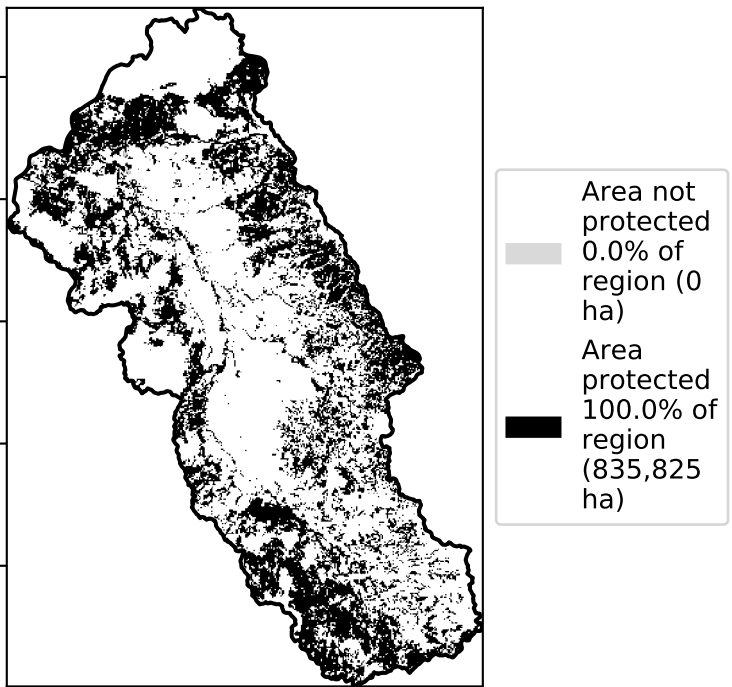 Area not
protected
0.0% of
region (0
ha)
Area
protected
100.0% of
region
(835,825
ha)